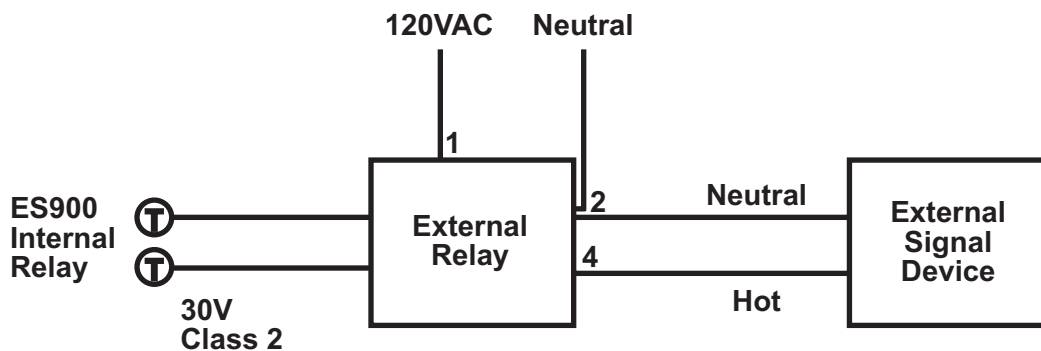 120VAC Neutral
1
ES900
Internal
Relay
T
T
30V
Class 2
External
Relay
2
4
Neutral
Hot
External
Signal
Device